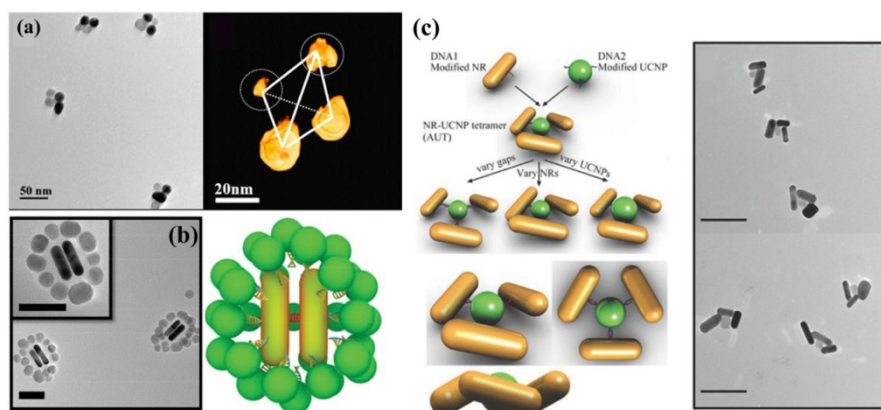 (a)
50 nm
20nm
(b)
(c)
DNA1
Modified NR
DNA2
Modified UCNP
NR-UCNP tetramer
(AUT)
vary gaps
Vary NRs
vary UCNPs